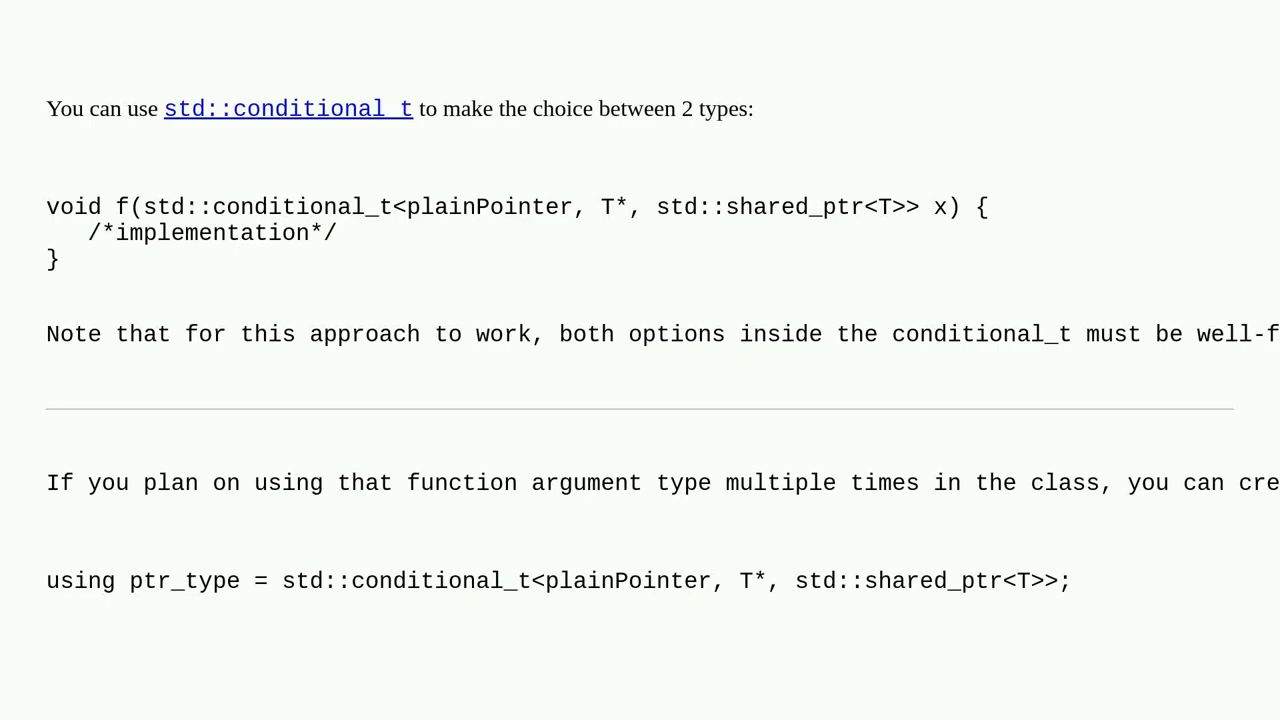 You can use std::conditional_t to make the choice between 2 types:
void f(std::conditional_t<plainPointer, T*, std::shared_ptr<T>> x) {
/*implementation*/
}
Note that for this approach to work, both options inside the conditional_t must be
If you plan on using that function argument type multiple times in the class, you can
using ptr_type = std::conditional_t<plainPointer, T*, std::shared_ptr<T>>;